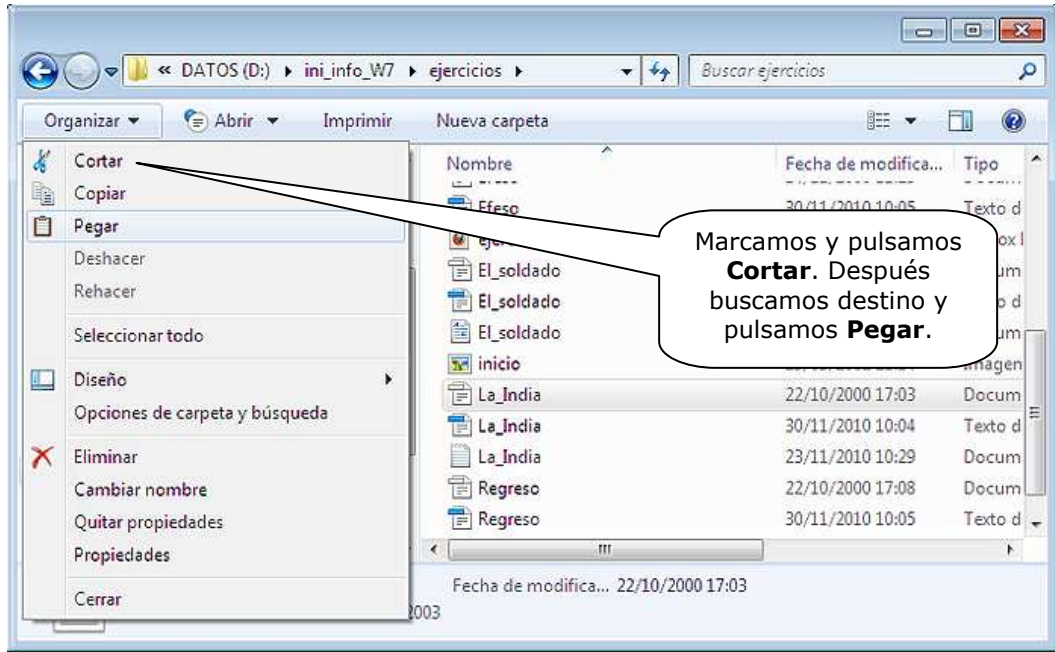 « DATOS (D:) ini_info_W7 ejercicios
Buscar ejercicios
Organizar Abrir Imprimir Nueva carpeta
Cortar
Copiar
Pegar
Deshacer
Rehacer
Seleccionar todo
Diseño
Opciones de carpeta y búsqueda
Eliminar
Cambiar nombre
Quitar propiedades
Propiedades
Cerrar
Nombre Fecha de modifica... Tipo
Efeso 30/11/2010 10:05 Texto d
El_soldado
El_soldado
El_soldado
inicio
La_India 22/10/2000 17:03 Docum
La_India 30/11/2010 10:04 Texto d
La_India 23/11/2010 10:29 Docum
Regreso 22/10/2000 17:08 Docum
Regreso 30/11/2010 10:05 Texto d
Marcamos y pulsamos
Cortar. Después
buscamos destino y
pulsamos Pegar.
Fecha de modifica... 22/10/2000 17:03
2003